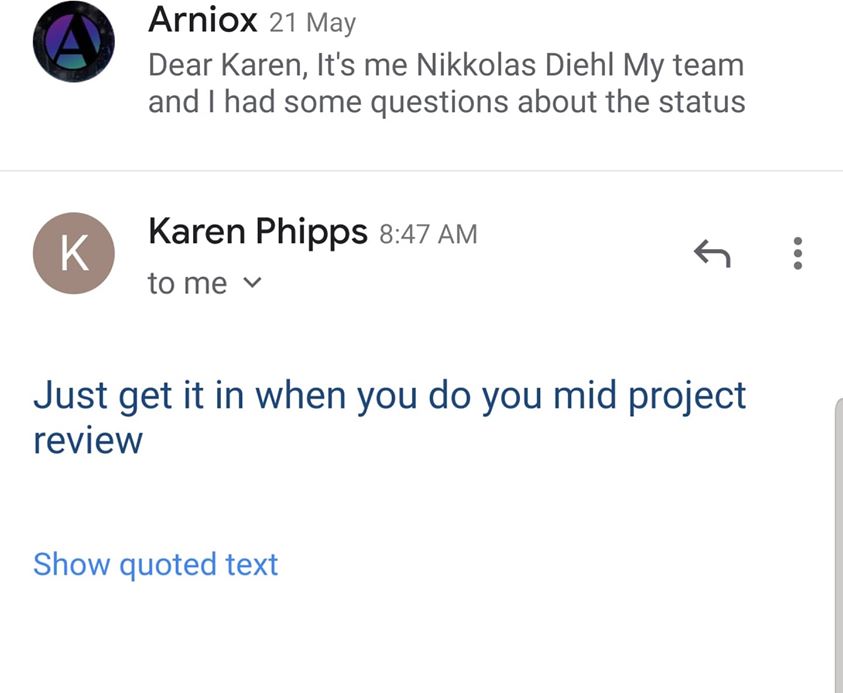 Arniox 21 May
Dear Karen, It's me Nikkolas Diehl My team
and I had some questions about the status
K
Karen Phipps 8:47 AM
to me
Just get it in when you do you mid project
review
Show quoted text